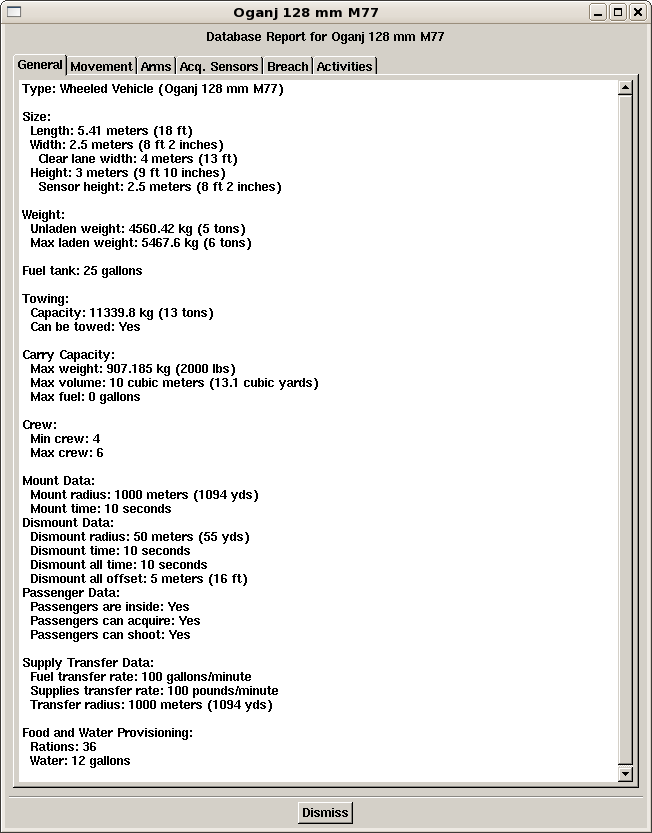 Oganj 128 mm M77
Database Report for Oganj 128 mm M77
General Movement Arms Acq. Sensors Breach Activities
Type: Wheeled Vehicle (Oganj 128 mm M77)
Size:
Length: 5.41 meters (18 ft)
Width: 2.5 meters (8 ft 2 inches)
Clear lane width: 4 meters (13 ft)
Height: 3 meters (9 ft 10 inches)
Sensor height: 2.5 meters (8 ft 2 inches)
Weight:
Unladen weight: 4560.42 kg (5 tons)
Max laden weight: 5467.6 kg (6 tons)
Fuel tank: 25 gallons
Towing:
Capacity: 11339.8 kg (13 tons)
Can be towed: Yes
Carry Capacity:
Max weight: 907.185 kg (2000 lbs)
Max volume: 10 cubic meters (13.1 cubic yards)
Max fuel: 0 gallons
Crew:
Min crew: 4
Max crew: 6
Mount Data:
Mount radius: 1000 meters (1094 yds)
Mount time: 10 seconds
Dismount Data:
Dismount radius: 50 meters (55 yds)
Dismount time: 10 seconds
Dismount all time: 10 seconds
Dismount all offset: 5 meters (16 ft)
Passenger Data:
Passengers are inside: Yes
Passengers can acquire: Yes
Passengers can shoot: Yes
Supply Transfer Data:
Fuel transfer rate: 100 gallons/minute
Supplies transfer rate: 100 pounds/minute
Transfer radius: 1000 meters (1094 yds)
Food and Water Provisioning:
Rations: 36
Water: 12 gallons
Dismiss